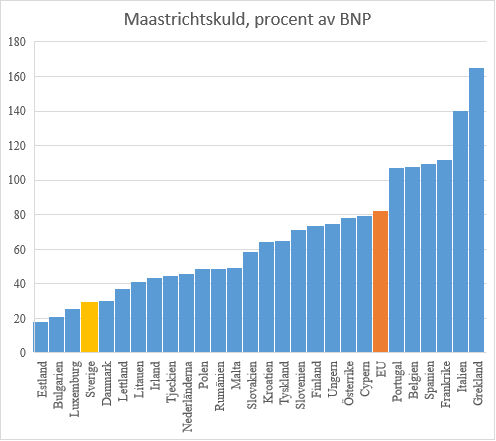 Maastrichtskuld, procent av BNP
180
160
140
120
100
80
60
40
20
0
Estland
Bulgarien
Luxemburg
Sverige
Danmark
Lettland
Litauen
Irland
Tjeckien
Nederländerna
Polen
Rumänien
Malta
Slovakien
Kroatien
Tyskland
Slovenien
Finland
Ungern
Österrike
Cypern
EU
Portugal
Belgien
Spanien
Frankrike
Italien
Grekland